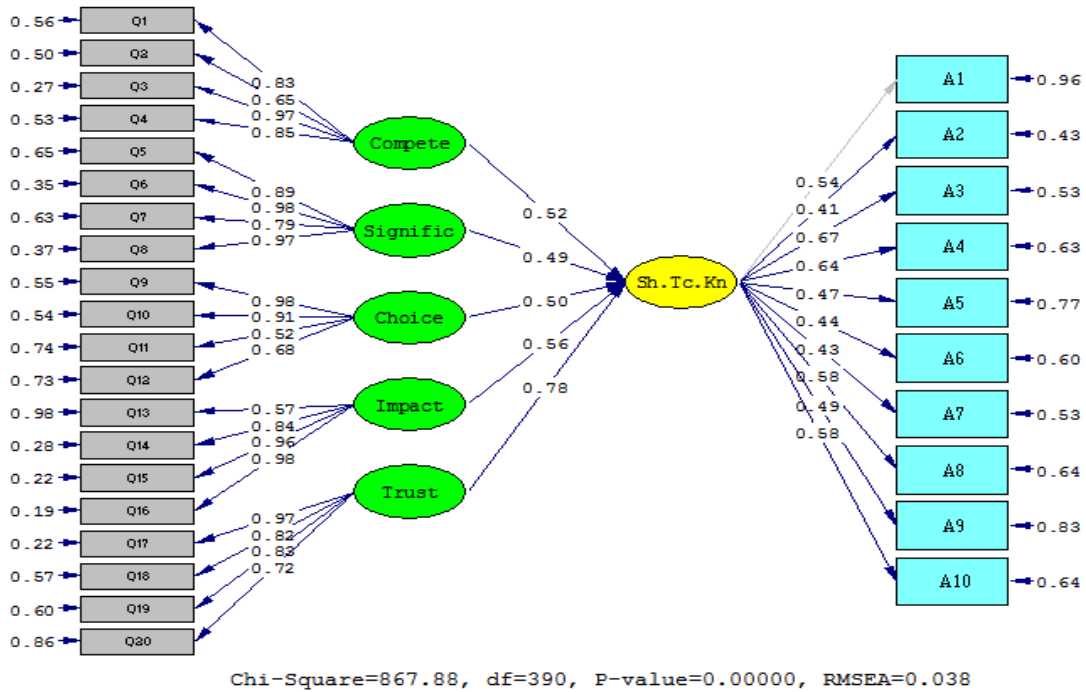 0.56 Q1
0.50 Q2
0.27 Q3
0.53 Q4
0.65 Q5
0.35 Q6
0.63 Q7
0.37 Q8
0.55 Q9
0.54 Q10
0.74 Q11
0.73 Q12
0.98 Q13
0.28 Q14
0.22 Q15
0.19 Q16
0.22 Q17
0.57 Q18
0.60 Q19
0.86 Q20
0.83
0.65
0.97
0.85
0.89
0.98
0.79
0.97
0.98
0.91
0.52
0.68
0.57
0.84
0.96
0.98
0.97
0.82
0.83
0.72
Compete
Signific
Choice
Impact
Trust
0.52
0.49
0.50
0.56
0.78
Sh.Tc.Kn
0.54
0.41
0.67
0.64
0.47
0.44
0.43
0.58
0.49
0.58
A1 0.96
A2 0.43
A3 0.53
A4 0.63
A5 0.77
A6 0.60
A7 0.53
A8 0.64
A9 0.83
A10 0.64
Chi-Square=867.88, df=390, P-value=0.00000, RMSEA=0.038